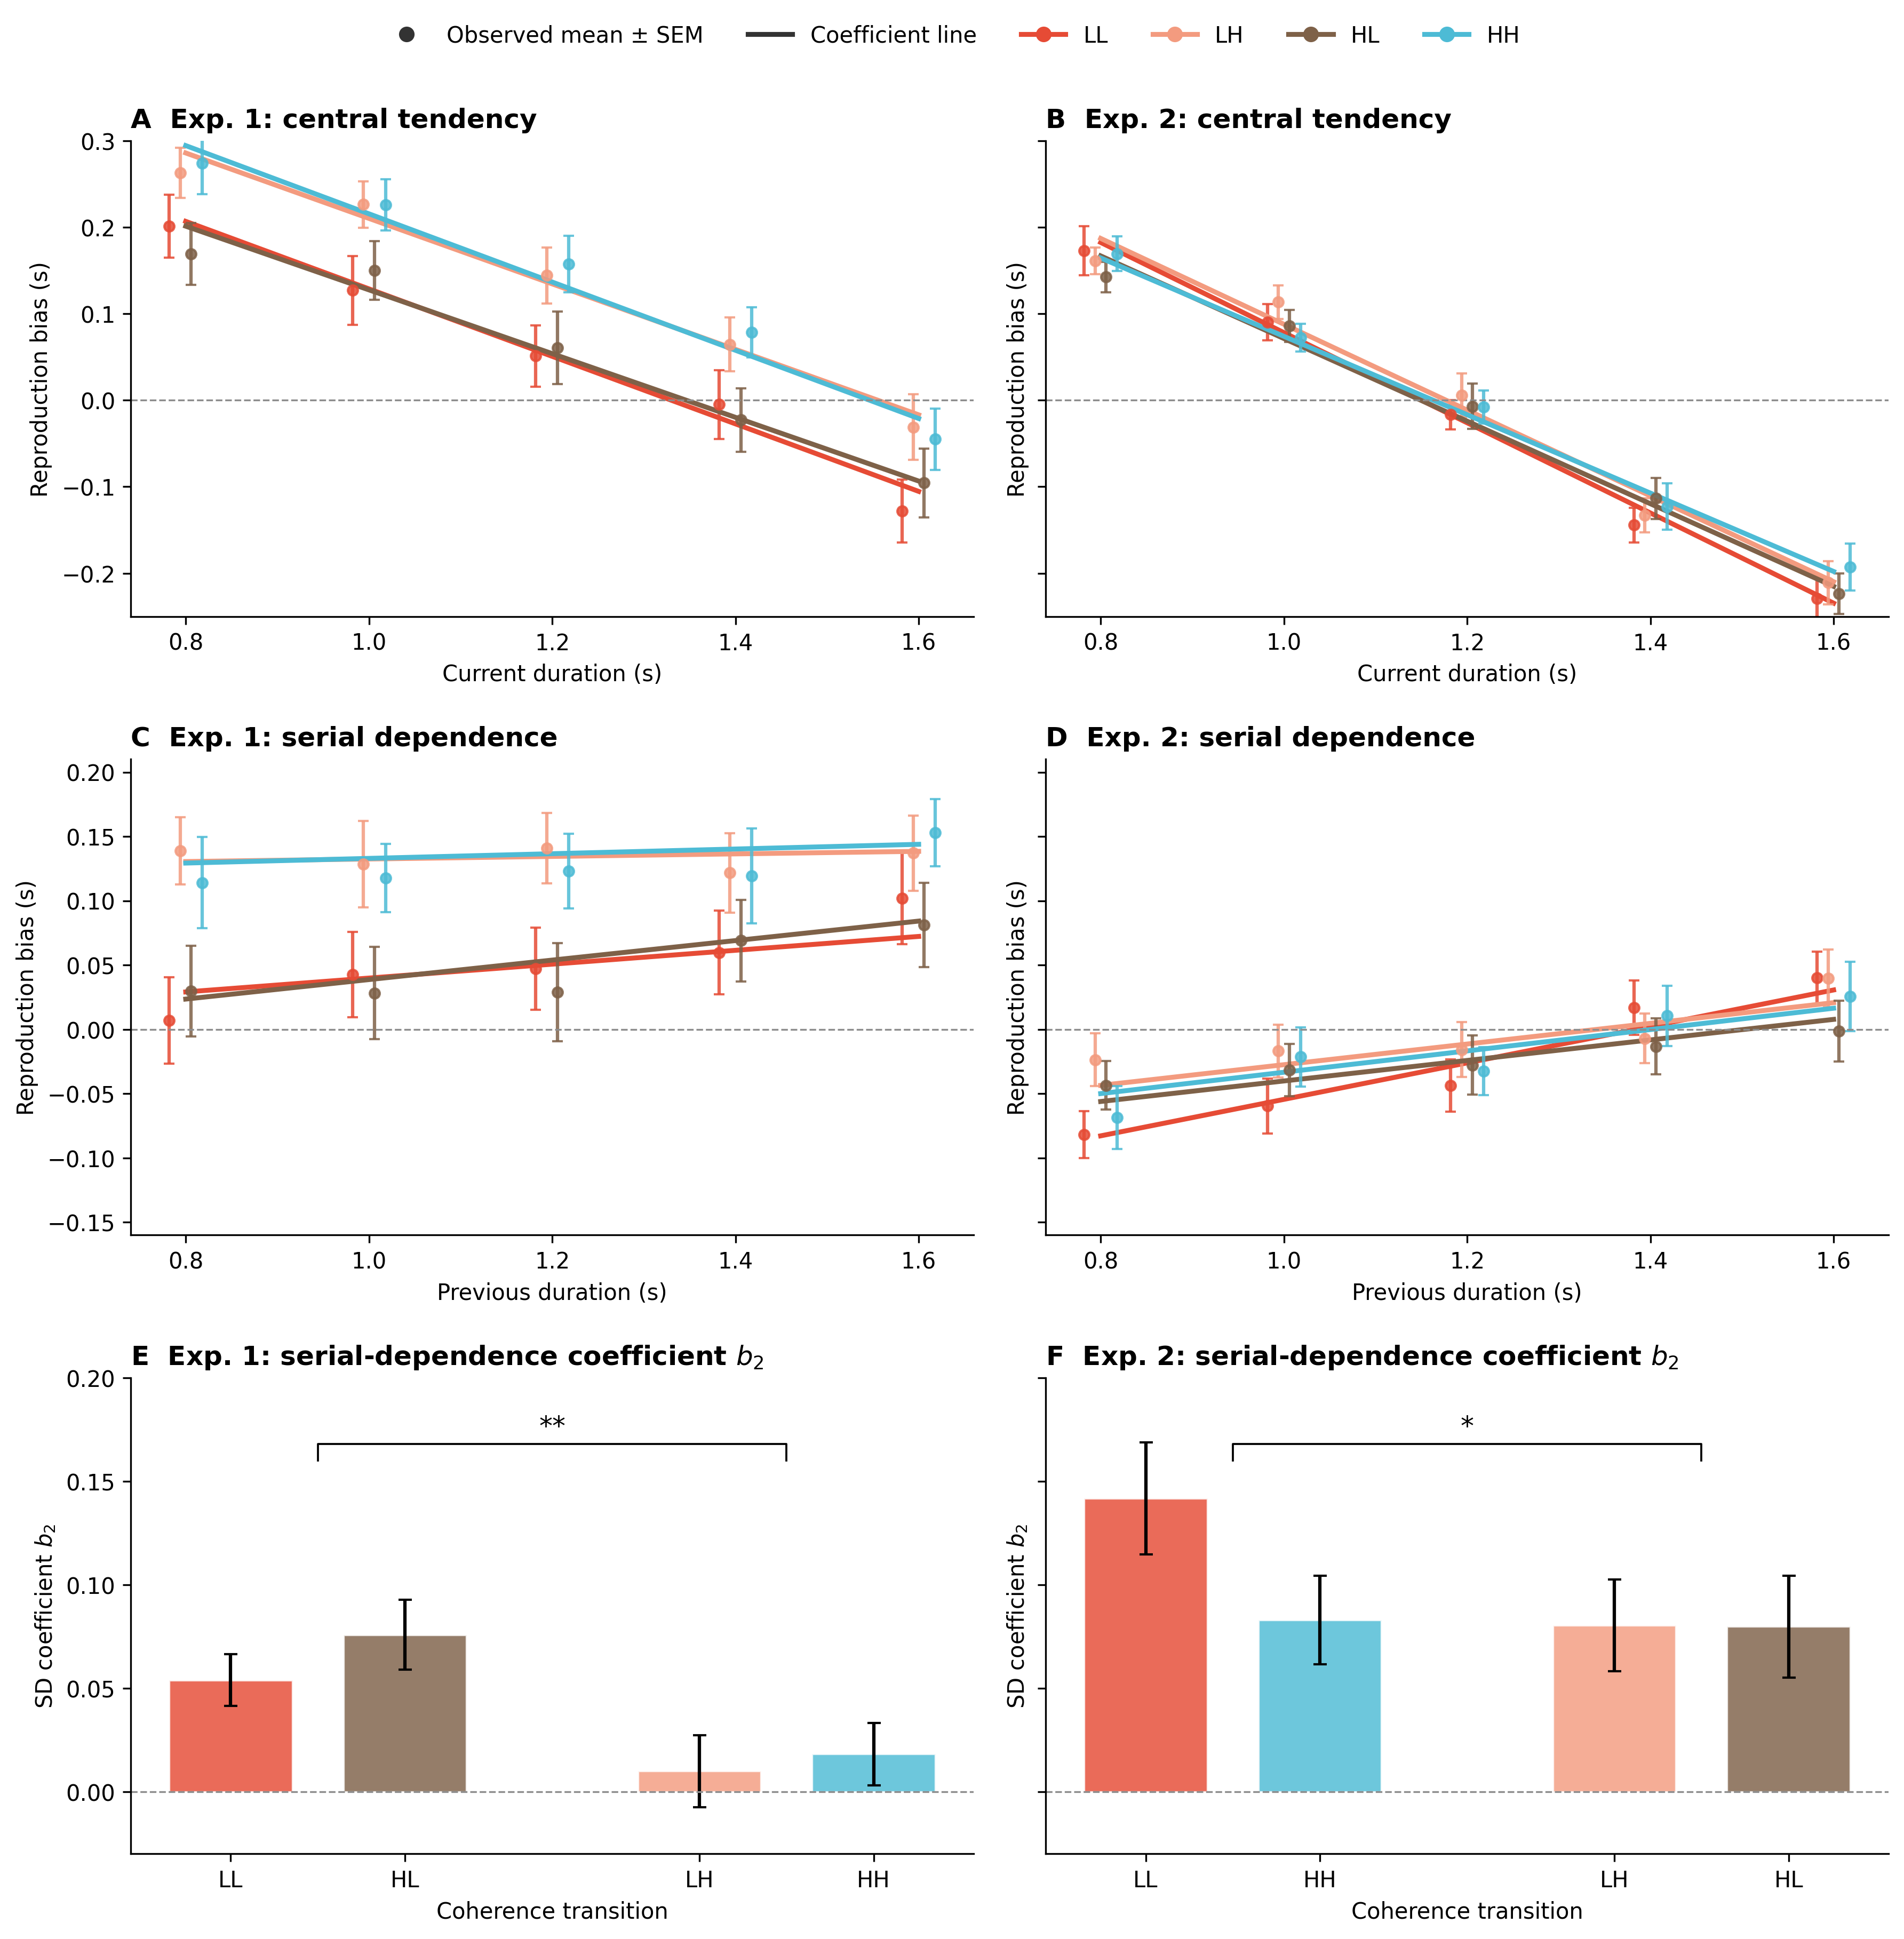 Observed mean ± SEM Coefficient line LL LH HL HH
A Exp. 1: central tendency
0.3
0.2
0.1
0.0
−0.1
−0.2
Reproduction bias (s)
0.8 1.0 1.2 1.4 1.6
Current duration (s)
B Exp. 2: central tendency
Reproduction bias (s)
0.8 1.0 1.2 1.4 1.6
Current duration (s)
C Exp. 1: serial dependence
0.20
0.15
0.10
0.05
0.00
−0.05
−0.10
−0.15
Reproduction bias (s)
0.8 1.0 1.2 1.4 1.6
Previous duration (s)
D Exp. 2: serial dependence
Reproduction bias (s)
0.8 1.0 1.2 1.4 1.6
Previous duration (s)
E Exp. 1: serial-dependence coefficient b₂
0.20
0.15
0.10
0.05
0.00
SD coefficient b₂
**
LL HL LH HH
Coherence transition
F Exp. 2: serial-dependence coefficient b₂
SD coefficient b₂
*
LL HH LH HL
Coherence transition